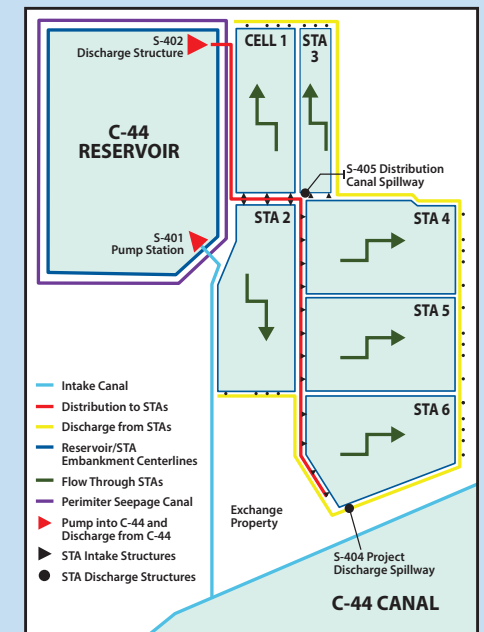 S-402
Discharge Structure
CELL 1
STA
3
C-44
RESERVOIR
S-405 Distribution
Canal Spillway
STA 2
STA 4
S-401
Pump Station
STA 5
STA 6
Intake Canal
Distribution to STAs
Discharge from STAs
Reservoir/STA
Embankment Centerlines
Flow Through STAs
Perimiter Seepage Canal
Pump into C-44 and
Discharge from C-44
STA Intake Structures
STA Discharge Structures
Exchange
Property
S-404 Project
Discharge Spillway
C-44 CANAL